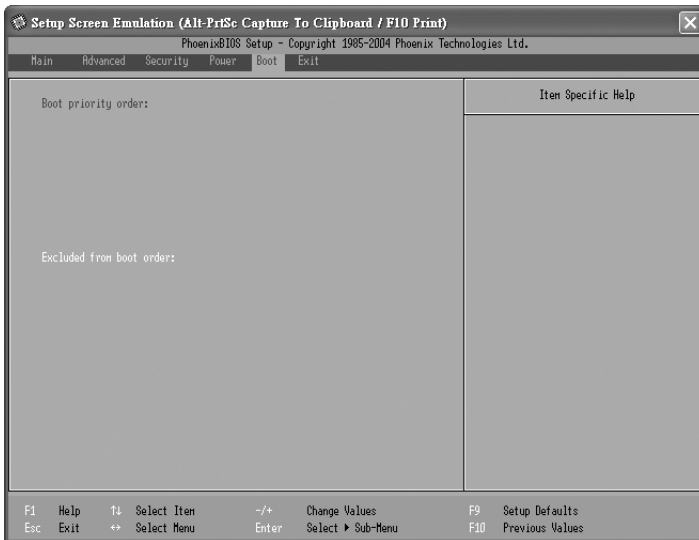 Setup Screen Emulation (Alt-PrtSc Capture To Clipboard / F10 Print)
PhoenixBIOS Setup - Copyright 1985-2004 Phoenix Technologies Ltd.
Main Advanced Security Power Boot Exit
Boot priority order:
Item Specific Help
Excluded from boot order:
F1 Help ↑↓ Select Item -/+ Change Values F9 Setup Defaults
Esc Exit ↔ Select Menu Enter Select ▶ Sub-Menu F10 Previous Values